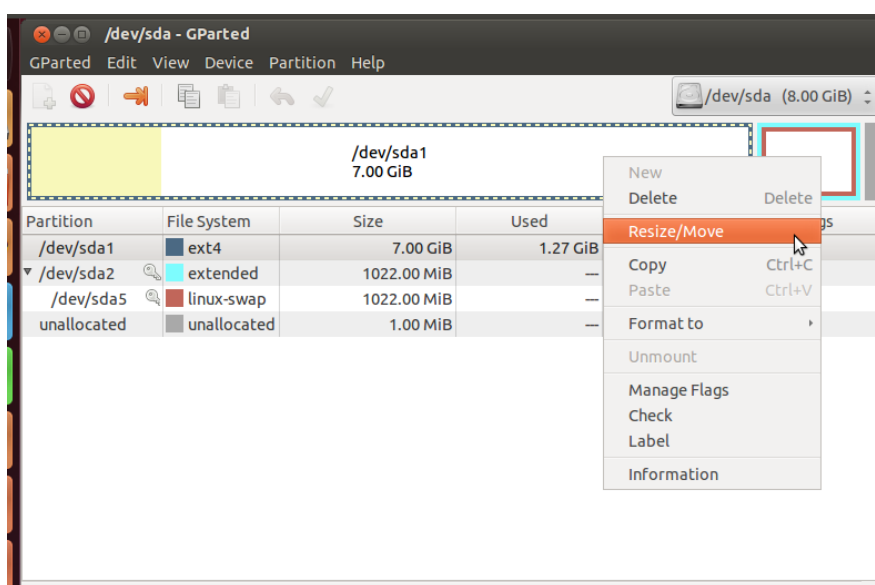 /dev/sda - GParted
GParted Edit View Device Partition Help
/dev/sda (8.00 GiB)
/dev/sda1
7.00 GiB
Partition File System Size Used
/dev/sda1 ext4 7.00 GiB 1.27 GiB
/dev/sda2 extended 1022.00 MiB ---
/dev/sda5 linux-swap 1022.00 MiB ---
unallocated unallocated 1.00 MiB ---
New
Delete Delete
Resize/Move
Copy Ctrl+C
Paste Ctrl+V
Format to
Unmount
Manage Flags
Check
Label
Information